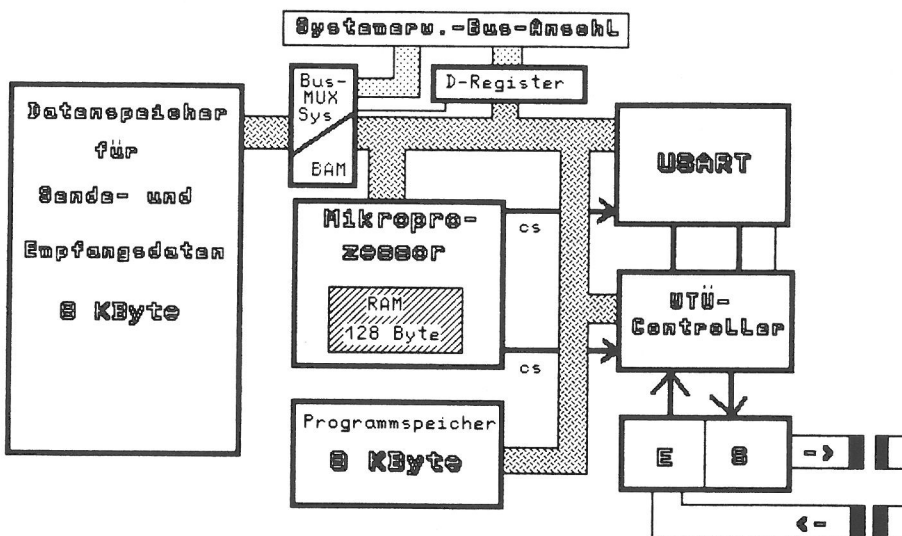 Systemerw.-Bus-Anschl
Bus-
MUX
Sys
BAM
D-Register
Datenspeicher
für
Sende- und
Empfangsdaten
8 KByte
USART
Mikropro-
zessor
RAM
128 Byte
cs
cs
WTÜ-
Controller
Programmspeicher
8 KByte
E
S
->
<-